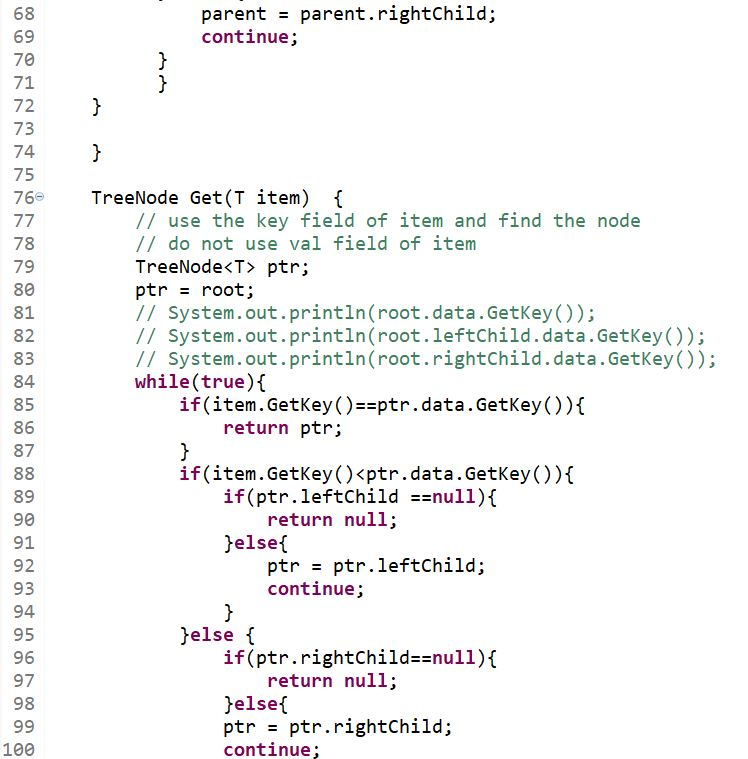 68 parent = parent.rightChild;
69 continue;
70 }
71 }
72 }
73
74 }
75
76 TreeNode Get(T item)  {
77 // use the key field of item and find the node
78 // do not use val field of item
79 TreeNode<T> ptr;
80 ptr = root;
81 // System.out.println(root.data.GetKey());
82 // System.out.println(root.leftChild.data.GetKey());
83 // System.out.println(root.rightChild.data.GetKey());
84 while(true){
85 if(item.GetKey()==ptr.data.GetKey()){
86 return ptr;
87 }
88 if(item.GetKey()<ptr.data.GetKey()){
89 if(ptr.leftChild ==null){
90 return null;
91 }else{
92 ptr = ptr.leftChild;
93 continue;
94 }
95 }else {
96 if(ptr.rightChild==null){
97 return null;
98 }else{
99 ptr = ptr.rightChild;
100 continue;